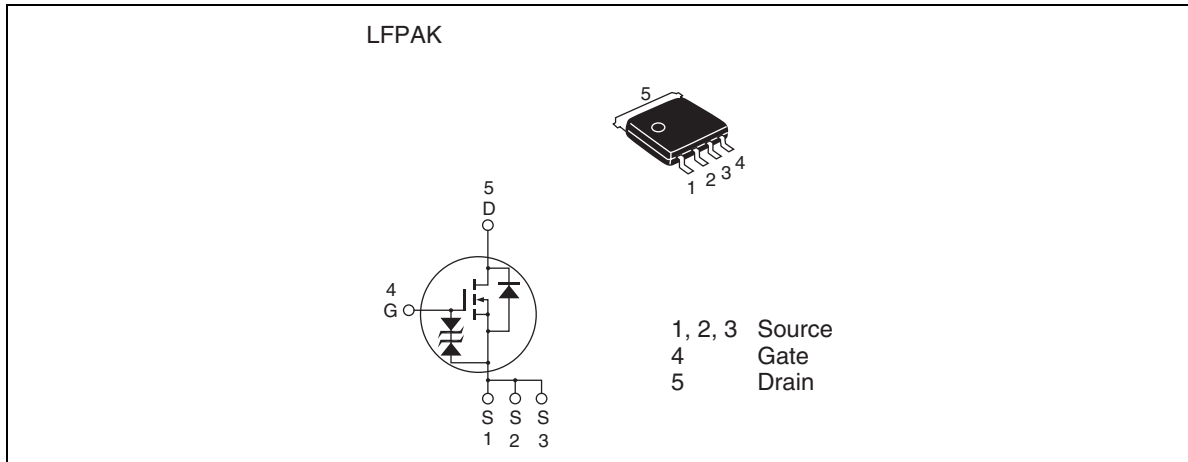 LFPAK
5
1 2 3 4
5
D
4
G
S S S
1 2 3
1, 2, 3 Source
4 Gate
5 Drain